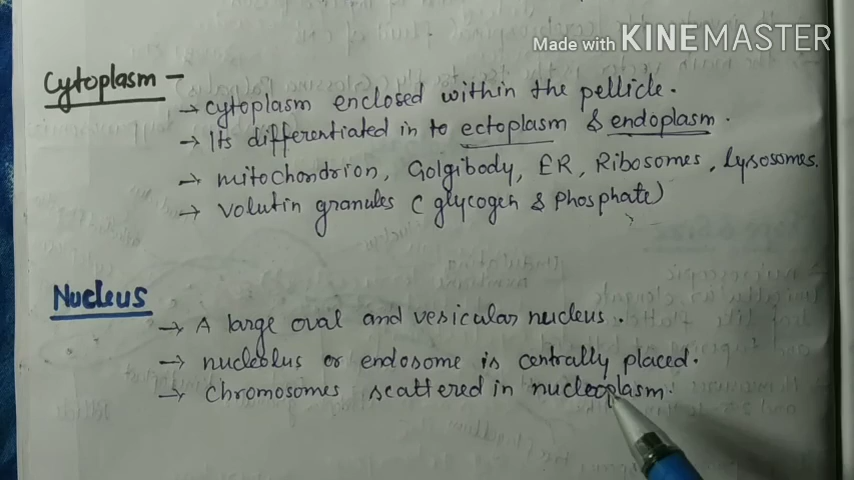 Made with KINEMASTER
Cytoplasm -
→ cytoplasm enclosed within the pellicle.
→ Its differentiated in to ectoplasm & endoplasm.
→ mitochondrion, Golgibody, ER, Ribosomes, Lysosomes.
→ Volutin granules ( glycogen & Phosphate)
Nucleus
→ A large oval and vesicular nucleus.
→ nucleolus or endosome is centrally placed.
→ Chromosomes scattered in nucleoplasm.